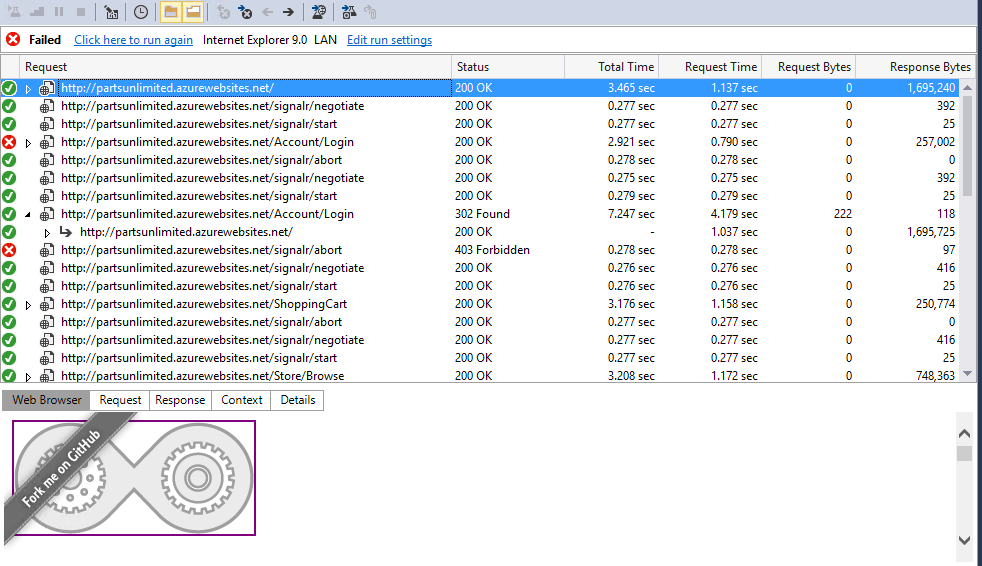 Failed Click here to run again Internet Explorer 9.0 LAN Edit run settings
Request Status Total Time Request Time Request Bytes Response Bytes
http://partsunlimited.azurewebsites.net/ 200 OK 3.465 sec 1.137 sec 0 1,695,240
http://partsunlimited.azurewebsites.net/signalr/negotiate 200 OK 0.277 sec 0.277 sec 0 392
http://partsunlimited.azurewebsites.net/signalr/start 200 OK 0.277 sec 0.277 sec 0 25
http://partsunlimited.azurewebsites.net/Account/Login 200 OK 2.921 sec 0.790 sec 0 257,002
http://partsunlimited.azurewebsites.net/signalr/abort 200 OK 0.278 sec 0.278 sec 0 0
http://partsunlimited.azurewebsites.net/signalr/negotiate 200 OK 0.275 sec 0.275 sec 0 392
http://partsunlimited.azurewebsites.net/signalr/start 200 OK 0.279 sec 0.279 sec 0 25
http://partsunlimited.azurewebsites.net/Account/Login 302 Found 7.247 sec 4.179 sec 222 118
http://partsunlimited.azurewebsites.net/ 200 OK - 1.037 sec 0 1,695,725
http://partsunlimited.azurewebsites.net/signalr/abort 403 Forbidden 0.278 sec 0.278 sec 0 97
http://partsunlimited.azurewebsites.net/signalr/negotiate 200 OK 0.276 sec 0.276 sec 0 416
http://partsunlimited.azurewebsites.net/signalr/start 200 OK 0.276 sec 0.276 sec 0 25
http://partsunlimited.azurewebsites.net/ShoppingCart 200 OK 3.176 sec 1.158 sec 0 250,774
http://partsunlimited.azurewebsites.net/signalr/abort 200 OK 0.277 sec 0.277 sec 0 0
http://partsunlimited.azurewebsites.net/signalr/negotiate 200 OK 0.277 sec 0.277 sec 0 416
http://partsunlimited.azurewebsites.net/signalr/start 200 OK 0.277 sec 0.277 sec 0 25
http://partsunlimited.azurewebsites.net/Store/Browse 200 OK 3.208 sec 1.172 sec 0 748,363
Web Browser Request Response Context Details
Fork me on GitHub